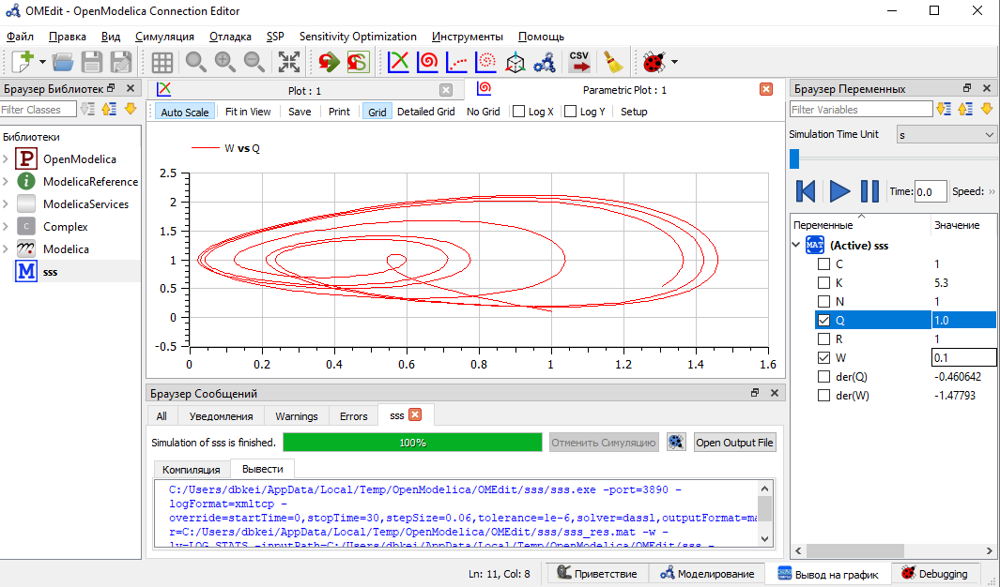 OMEdit - OpenModelica Connection Editor
Файл Правка Вид Симуляция Отладка SSP Sensitivity Optimization Инструменты Помощь
CSV
Браузер Библиотек
Filter Classes
Библиотеки
P OpenModelica
i ModelicaReference
ModelicaServices
C Complex
Modelica
M sss
Plot : 1 Parametric Plot : 1
Auto Scale Fit in View Save Print Grid Detailed Grid No Grid Log X Log Y Setup
W vs Q
2.5
2
1.5
1
0.5
0
-0.5
0 0.2 0.4 0.6 0.8 1 1.2 1.4 1.6
Браузер Сообщений
All Уведомления Warnings Errors sss
Simulation of sss is finished. 100% Отменить Симуляцию Open Output File
Компиляция Вывести
C:/Users/dbkei/AppData/Local/Temp/OpenModelica/OMEdit/sss/sss.exe -port=3890 -
logFormat=xmltcp -
override=startTime=0,stopTime=30,stepSize=0.06,tolerance=1e-6,solver=dassl,outputFormat=ma
r=C:/Users/dbkei/AppData/Local/Temp/OpenModelica/OMEdit/sss/sss_res.mat -w -
lv=LOG_STATS -inputPath=C:/Users/dbkei/AppData/Local/Temp/OpenModelica/OMEdit/sss -
Браузер Переменных
Filter Variables
Simulation Time Unit s
Time: 0.0 Speed: »
Переменные Значение
MAT (Active) sss
C 1
K 5.3
N 1
Q 1.0
R 1
W 0.1
der(Q) -0.460642
der(W) -1.47793
Ln: 11, Col: 8 Приветствие Моделирование Вывод на график Debugging